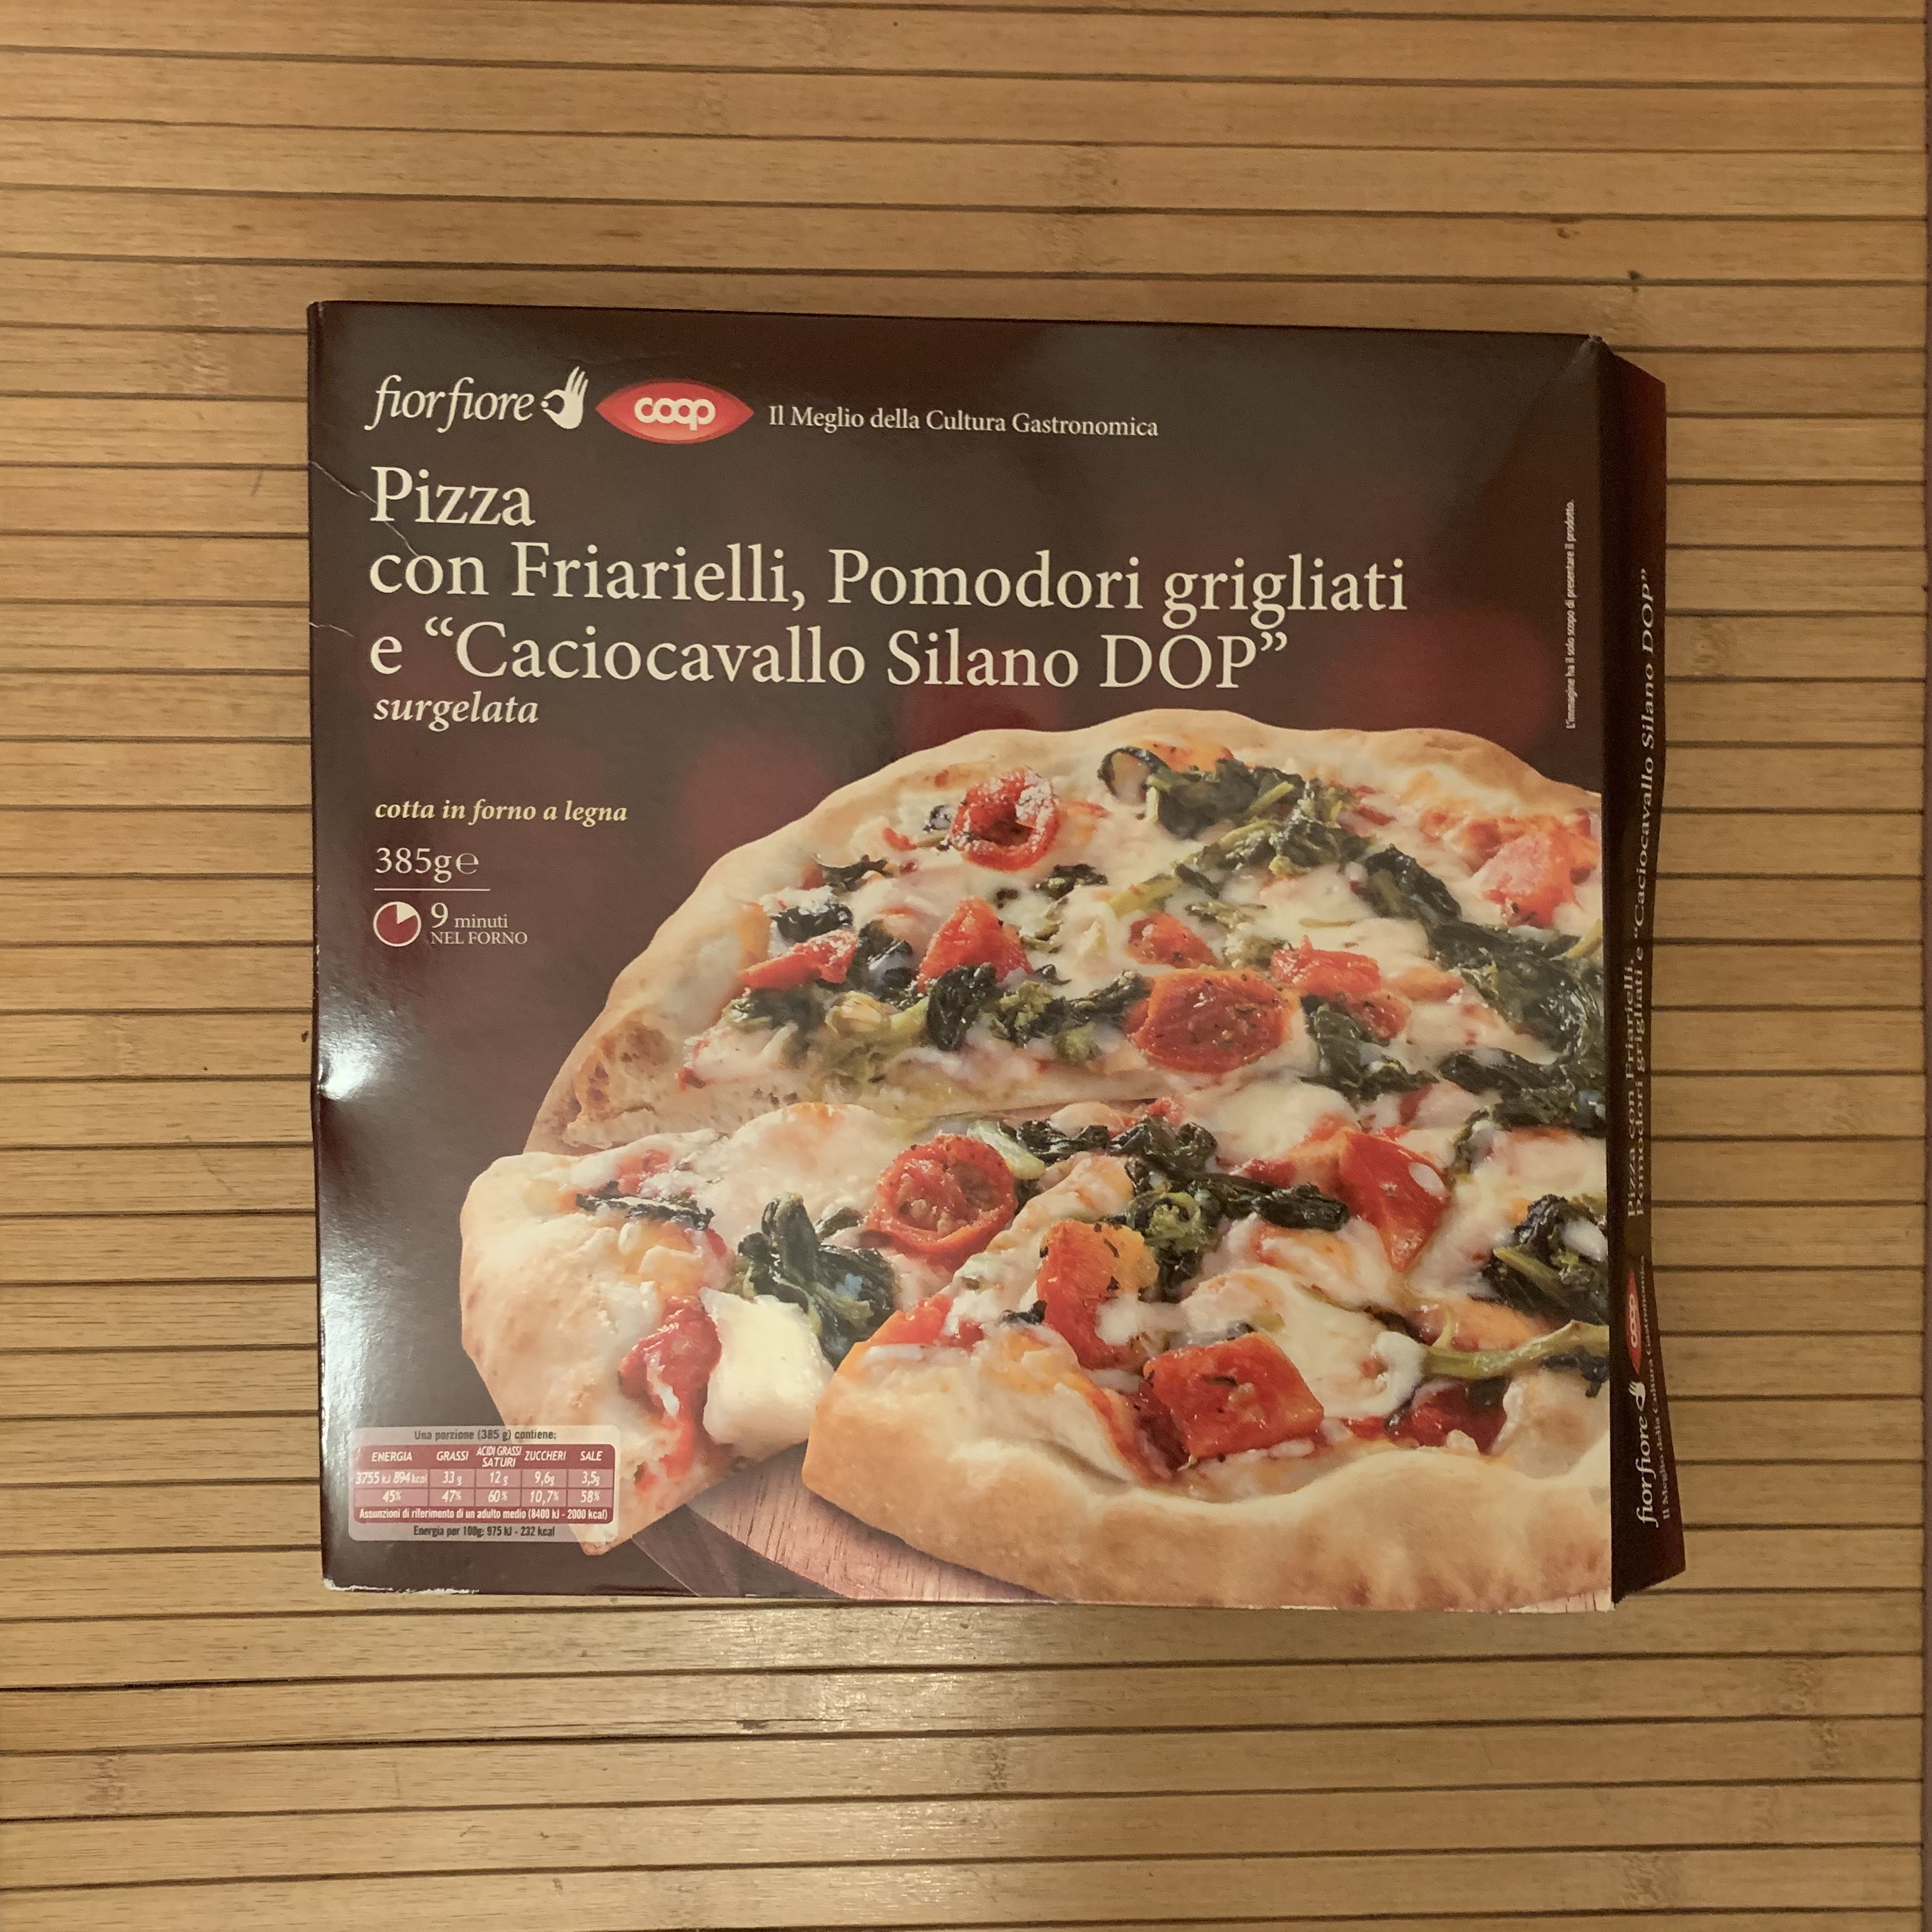 fiorfiore coop Il Meglio della Cultura Gastronomica
Pizza
con Friarielli, Pomodori grigliati
e “Caciocavallo Silano DOP”
surgelata
cotta in forno a legna
385g℮
9 minuti
NEL FORNO
L'immagine ha il solo scopo di presentare il prodotto.
Una porzione (385 g) contiene:
ENERGIA GRASSI ACIDI GRASSI SATURI ZUCCHERI SALE
3755 kJ 894 kcal 33 g 12 g 9,6g 3,5g
45% 47% 60% 10,7% 58%
Assunzioni di riferimento di un adulto medio (8400 kJ - 2000 kcal)
Energia per 100g: 975 kJ - 232 kcal
Pizza con Friarielli,
Pomodori grigliati e “Caciocavallo Silano DOP”
fiorfiore coop
Il Meglio della Cultura Gastronomica